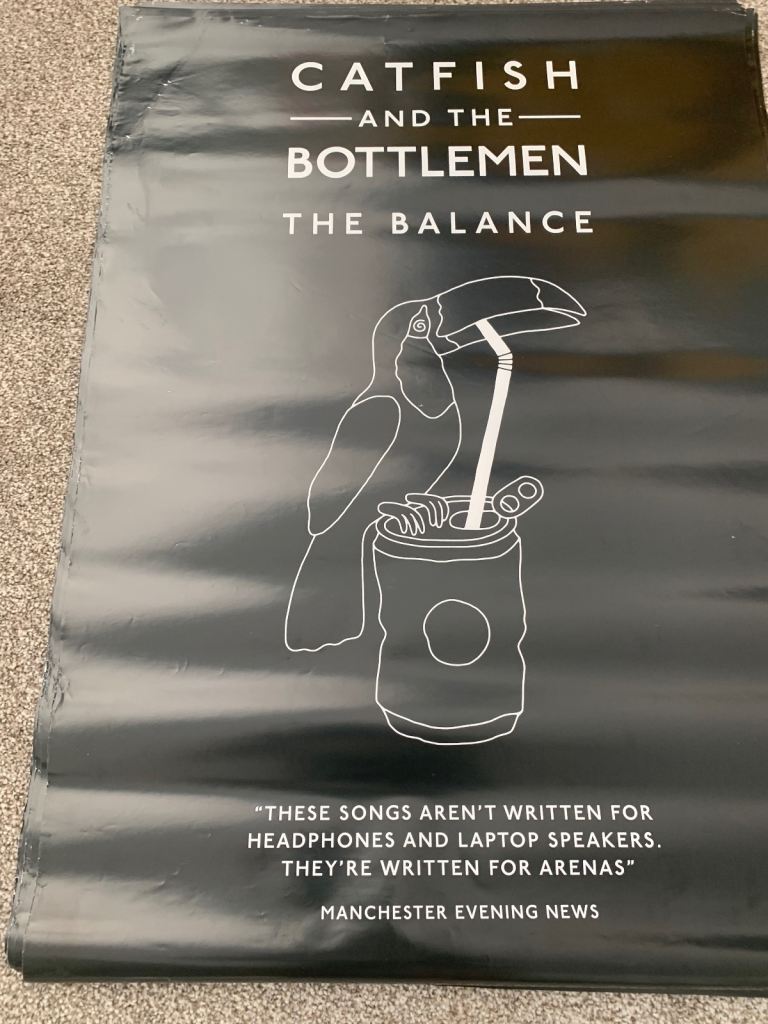 CATFISH
AND THE
BOTTLEMEN
THE BALANCE
“THESE SONGS AREN’T WRITTEN FOR
HEADPHONES AND LAPTOP SPEAKERS.
THEY’RE WRITTEN FOR ARENAS”
MANCHESTER EVENING NEWS